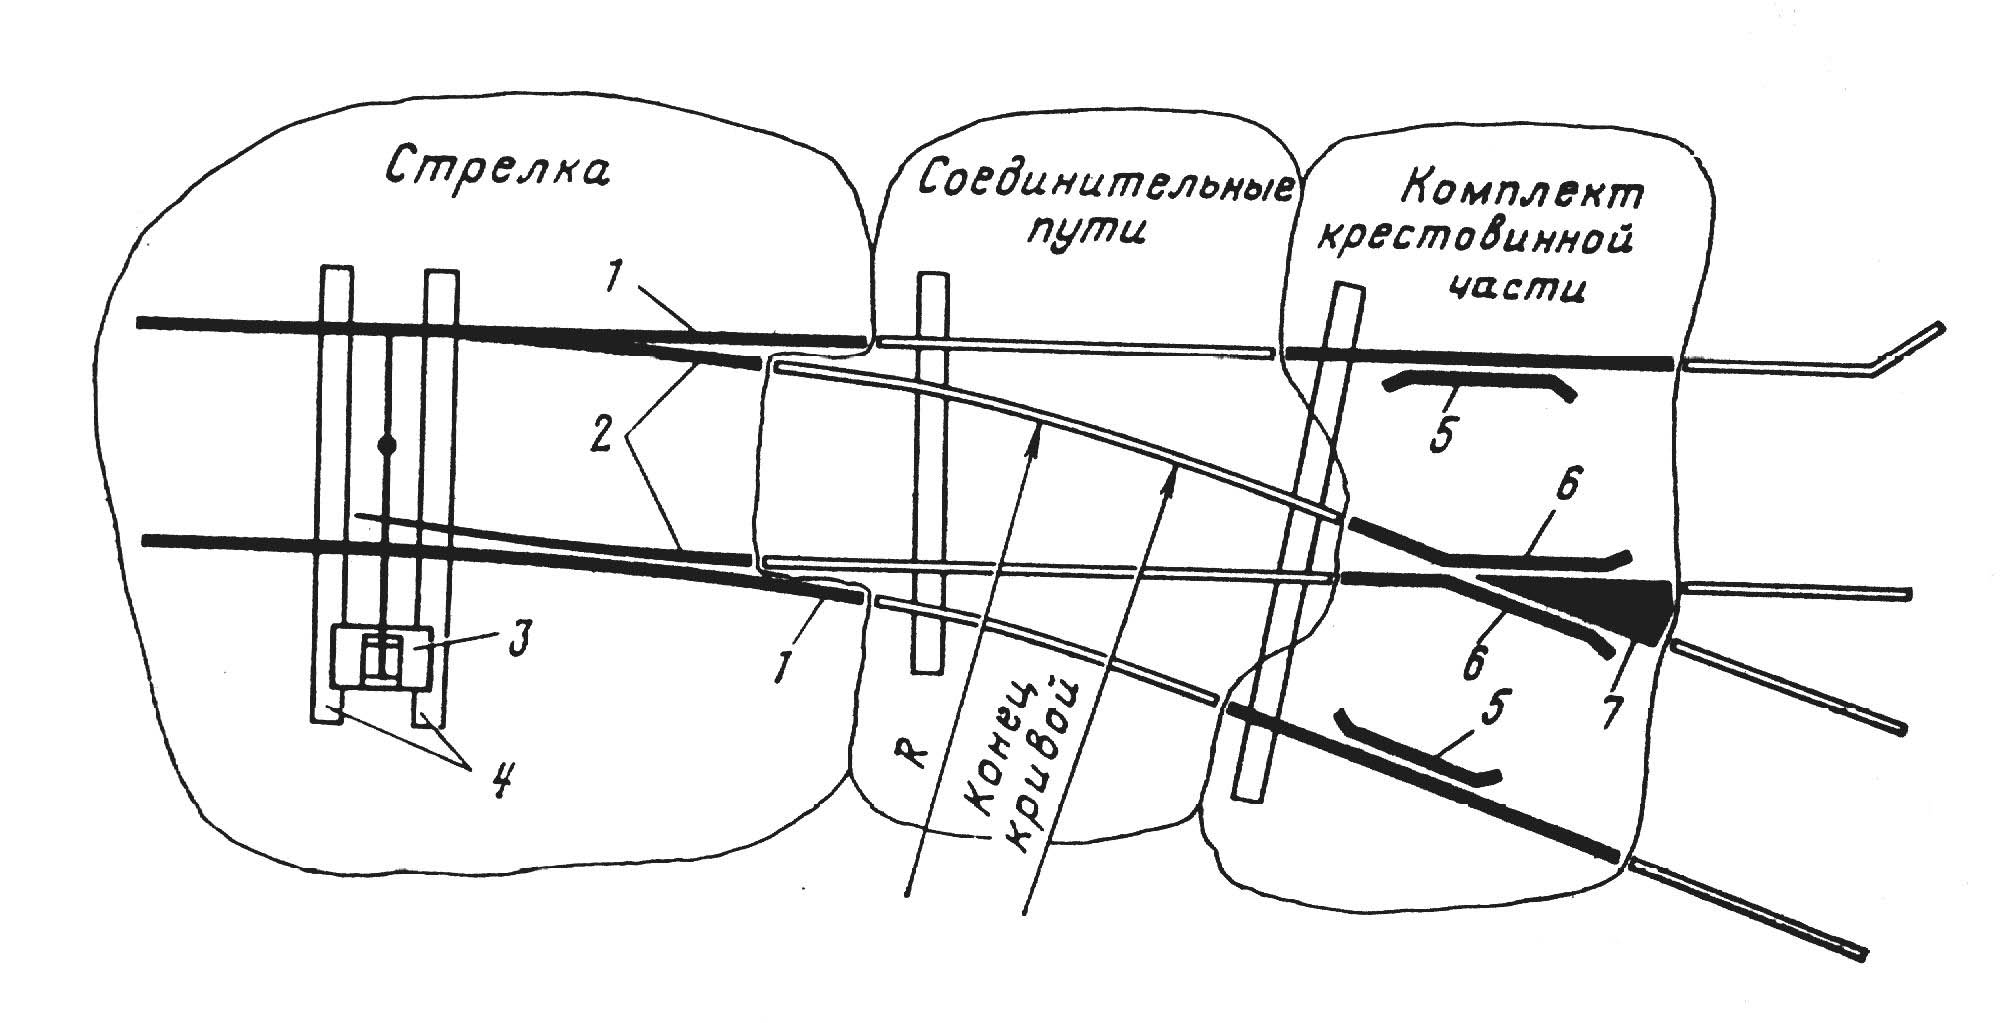 Стрелка
Соединительные
пути
Комплект
крестовинной
части
1
2
3
4
1
5
6
6
5
7
R
Конец
кривой